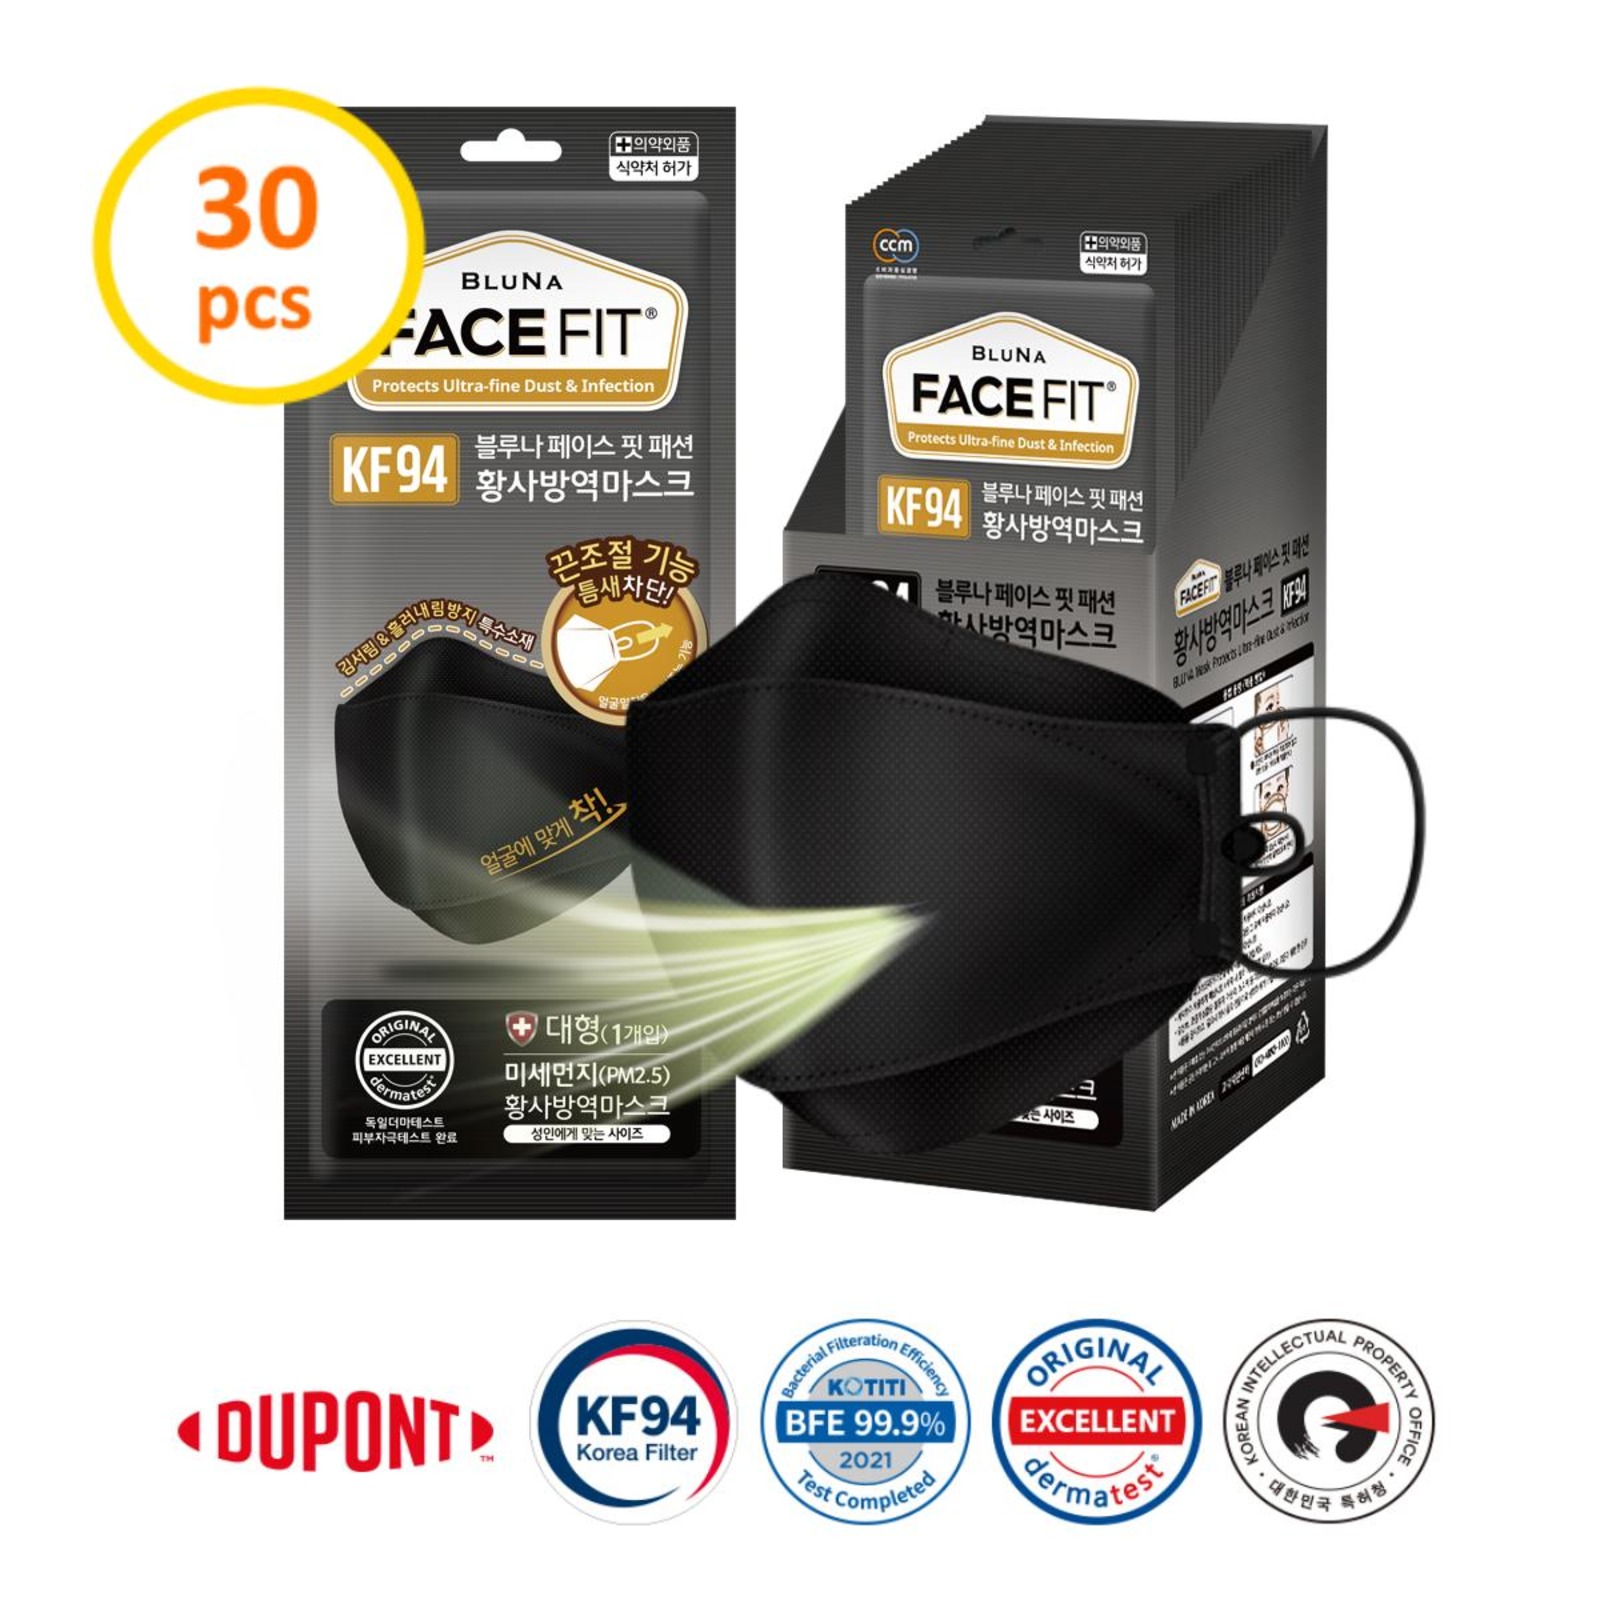 30
pcs
의약외품
식약처 허가
BLUNA
FACE FIT®
Protects Ultra-fine Dust & Infection
KF94
블루나 페이스 핏 패션
황사방역마스크
끈조절 기능
틈새차단!
김서림 & 흘러내림 방지 특수소재
얼굴에 맞게 착!
ORIGINAL
EXCELLENT
dermatest®
독일더마테스트
피부자극테스트 완료
대형(1개입)
미세먼지(PM2.5)
황사방역마스크
성인에게 맞는 사이즈
ccm
의약외품
식약처 허가
BLUNA
FACE FIT®
Protects Ultra-fine Dust & Infection
KF94
블루나 페이스 핏 패션
황사방역마스크
블루나 페이스 핏 패션
황사방역마스크
FACE FIT
블루나 페이스 핏 패션
황사방역마스크 KF94
BLUNA Mask Protects Ultra-fine Dust & Infection
MADE IN KOREA
사이즈
DUPONT™
KF94
Korea Filter
Bacterial Filteration Efficiency
KOTITI
BFE 99.9%
2021
Test Completed
ORIGINAL
EXCELLENT
dermatest®
KOREAN INTELLECTUAL PROPERTY OFFICE
대한민국 특허청